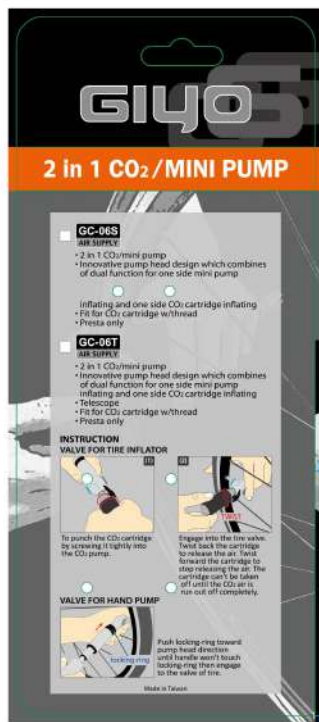 GIYO
2 in 1 CO₂/MINI PUMP
GC-06S
AIR SUPPLY
• 2 in 1 CO₂/mini pump
• Innovative pump head design which combines
of dual function for one side mini pump
inflating and one side CO₂ cartridge inflating
• Fit for CO₂ cartridge w/thread
• Presta only
GC-06T
AIR SUPPLY
• 2 in 1 CO₂/mini pump
• Innovative pump head design which combines
of dual function for one side mini pump
inflating and one side CO₂ cartridge inflating
• Telescope
• Fit for CO₂ cartridge w/thread
• Presta only
INSTRUCTION
VALVE FOR TIRE INFLATOR
(1)
(2)
TWIST
To punch the CO₂ cartridge
by screwing it tightly into
the CO₂ pump.
Engage into the tire valve.
Twist back the cartridge
to release the air. Twist
forward the cartridge to
stop releasing the air. The
cartridge can't be taken
off until the CO₂ air is
run out off completely.
VALVE FOR HAND PUMP
locking ring
Push locking-ring toward
pump head direction
until handle won't touch
locking-ring then engage
to the valve of tire.
Made in Taiwan